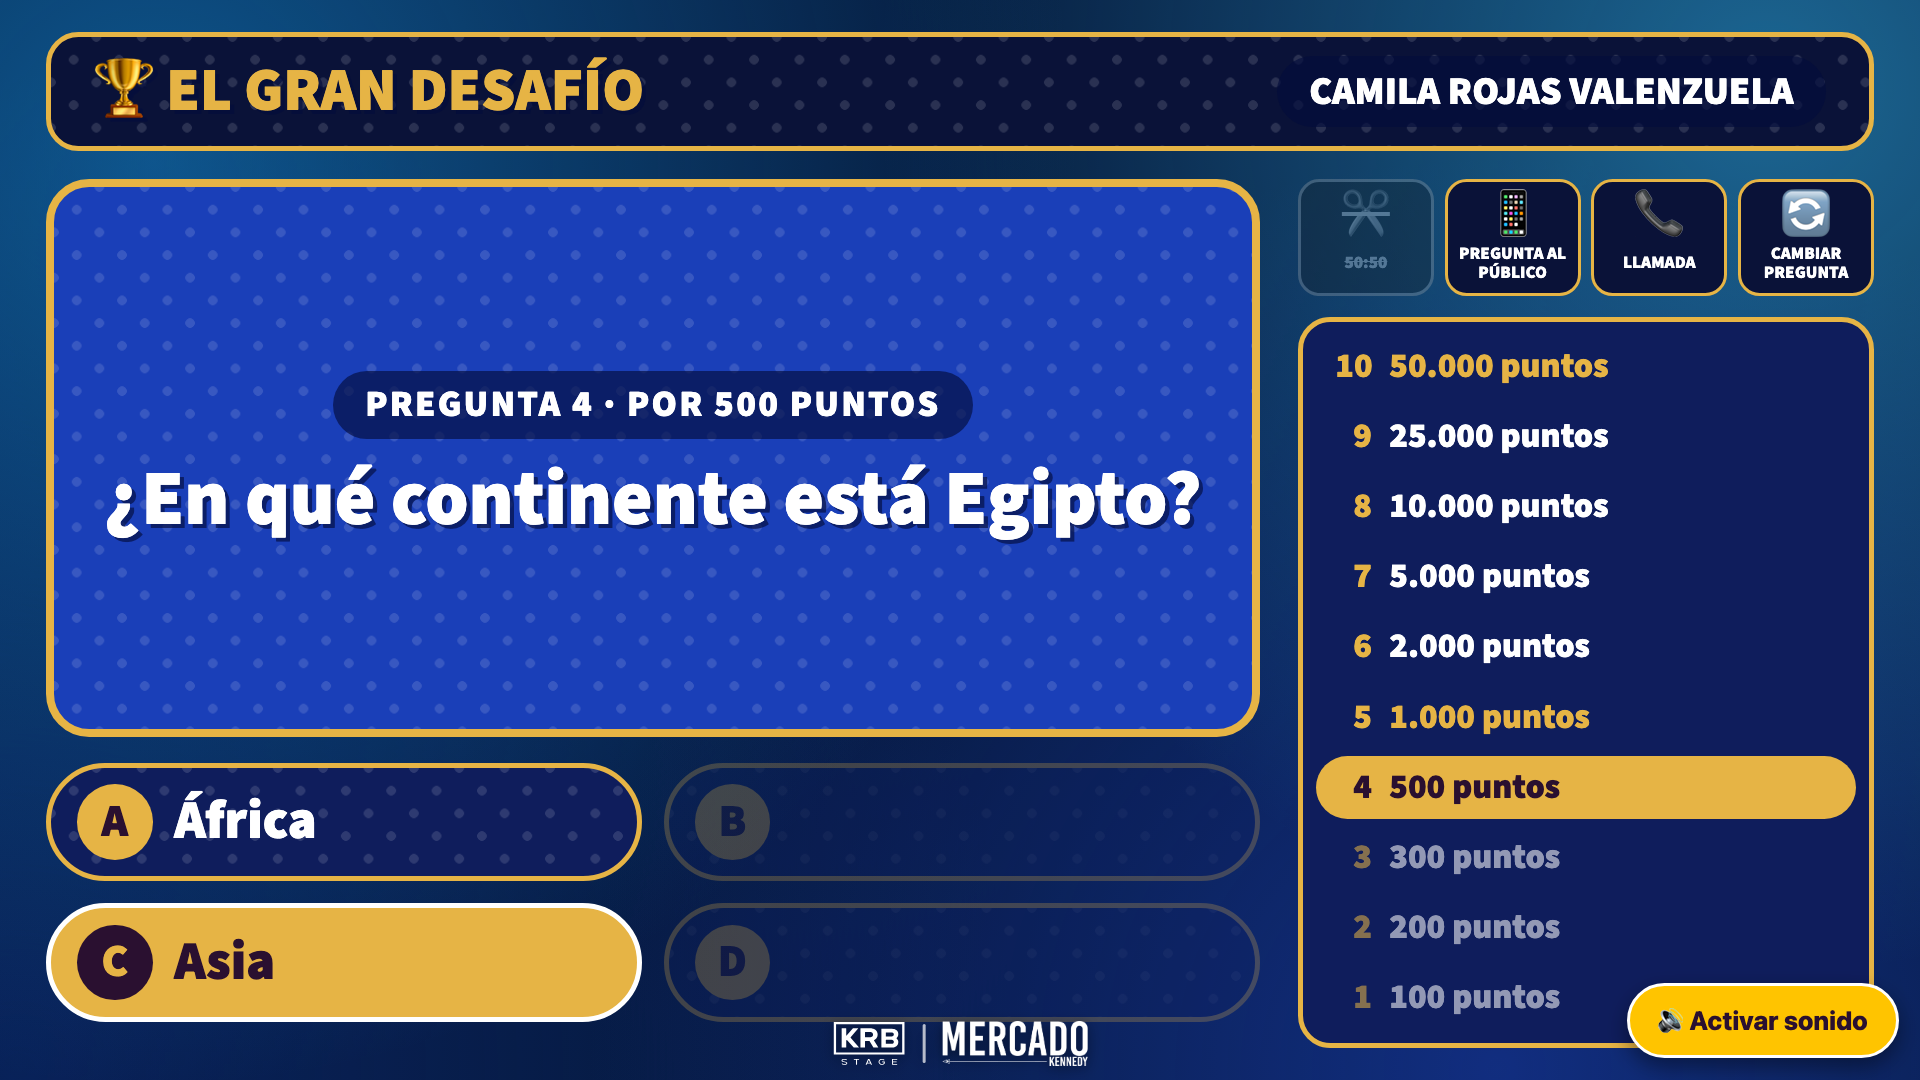 EL GRAN DESAFÍO
CAMILA ROJAS VALENZUELA
PREGUNTA 4 · POR 500 PUNTOS
¿En qué continente está Egipto?
A África
B
C Asia
D
50:50
PREGUNTA AL
PÚBLICO
LLAMADA
CAMBIAR
PREGUNTA
10 50.000 puntos
9 25.000 puntos
8 10.000 puntos
7 5.000 puntos
6 2.000 puntos
5 1.000 puntos
4 500 puntos
3 300 puntos
2 200 puntos
1 100 puntos
Activar sonido
KRB
STAGE
MERCADO
KENNEDY